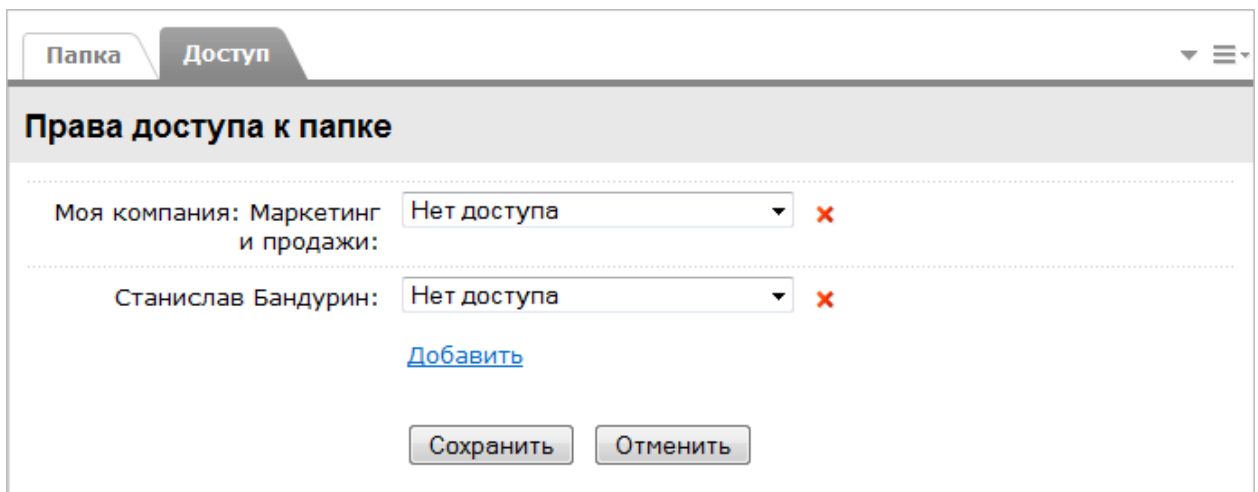 Папка Доступ
Права доступа к папке
Моя компания: Маркетинг Нет доступа
и продажи:
Станислав Бандурин: Нет доступа
Добавить
Сохранить Отменить